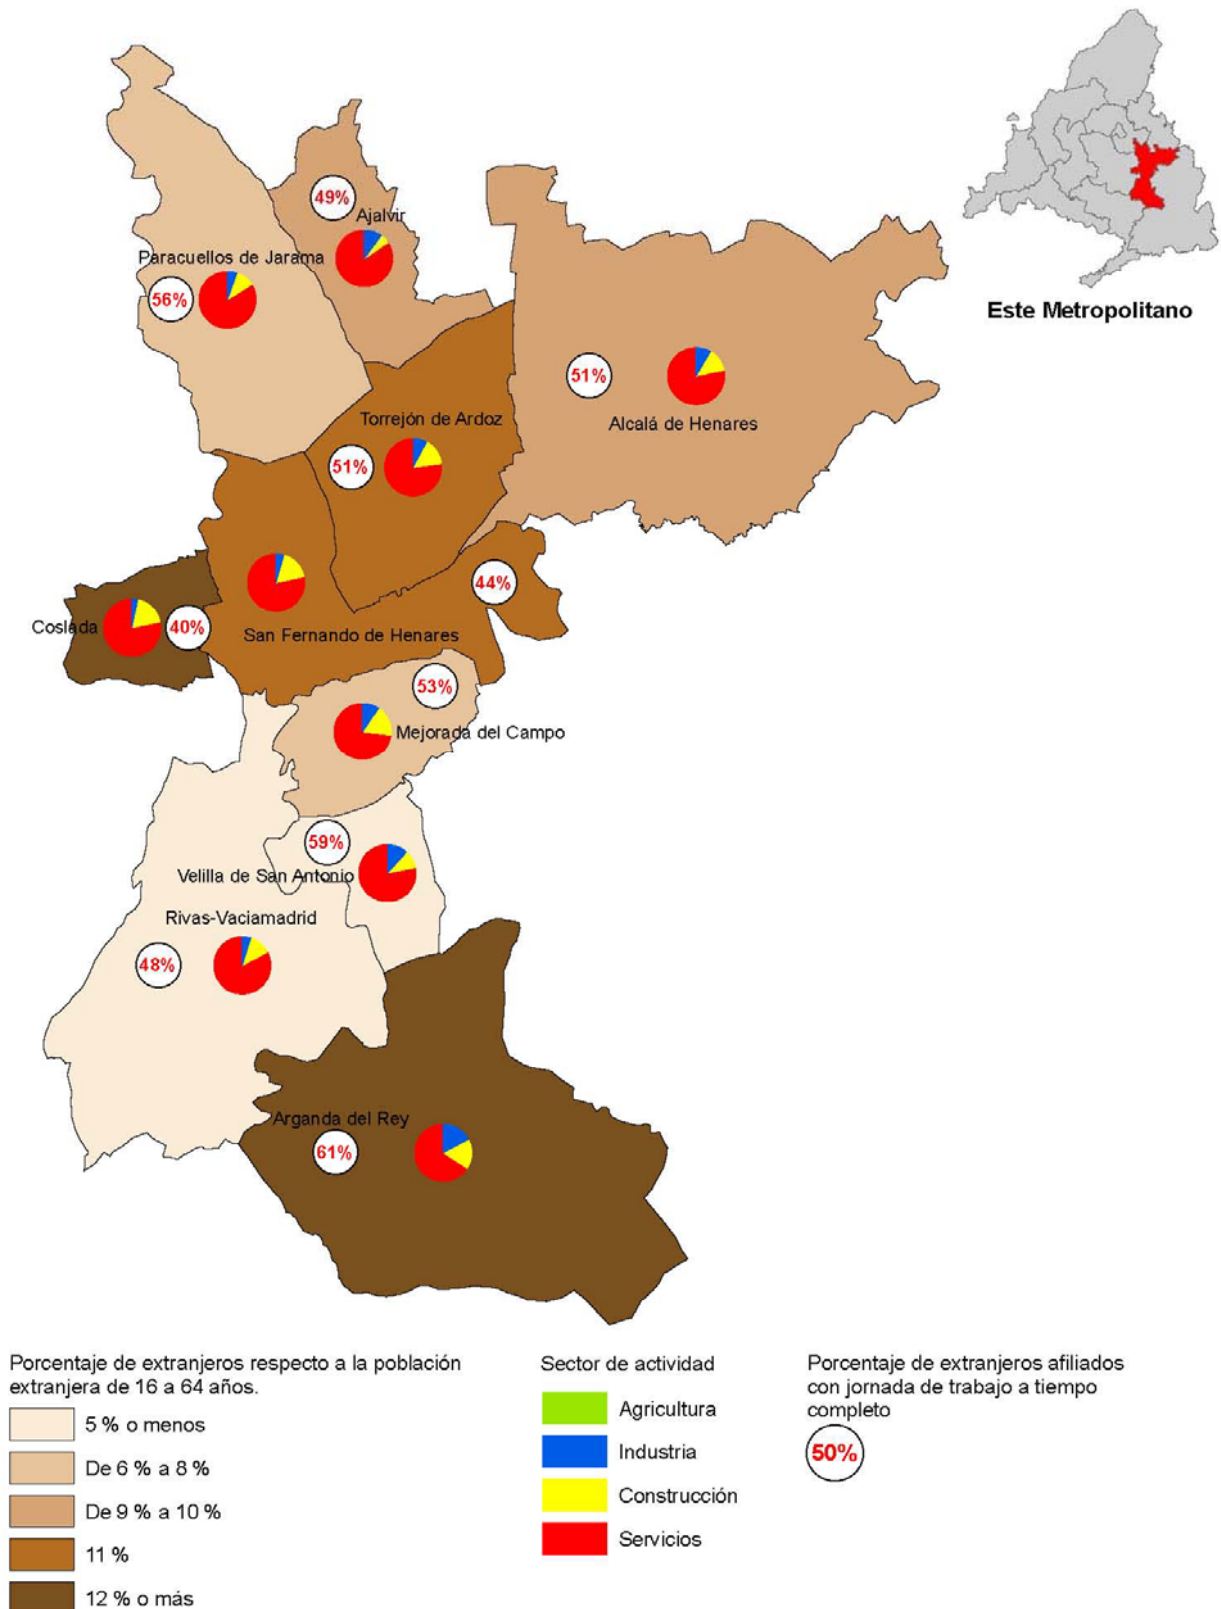 49%
Ajalvir
Paracuellos de Jarama
56%
Este Metropolitano
51%
Alcalá de Henares
Torrejón de Ardoz
51%
44%
Coslada
40%
San Fernando de Henares
53%
Mejorada del Campo
59%
Velilla de San Antonio
Rivas-Vaciamadrid
48%
Arganda del Rey
61%
Porcentaje de extranjeros respecto a la población
extranjera de 16 a 64 años.
5 % o menos
De 6 % a 8 %
De 9 % a 10 %
11 %
12 % o más
Sector de actividad
Agricultura
Industria
Construcción
Servicios
Porcentaje de extranjeros afiliados
con jornada de trabajo a tiempo
completo
50%